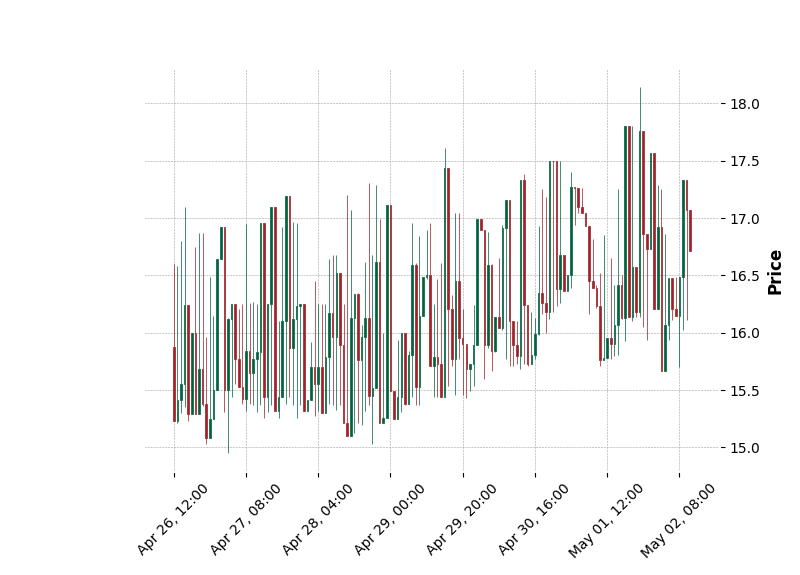 18.0
17.5
17.0
16.5
16.0
15.5
15.0
Price
Apr 26, 12:00
Apr 27, 08:00
Apr 28, 04:00
Apr 29, 00:00
Apr 29, 20:00
Apr 30, 16:00
May 01, 12:00
May 02, 08:00